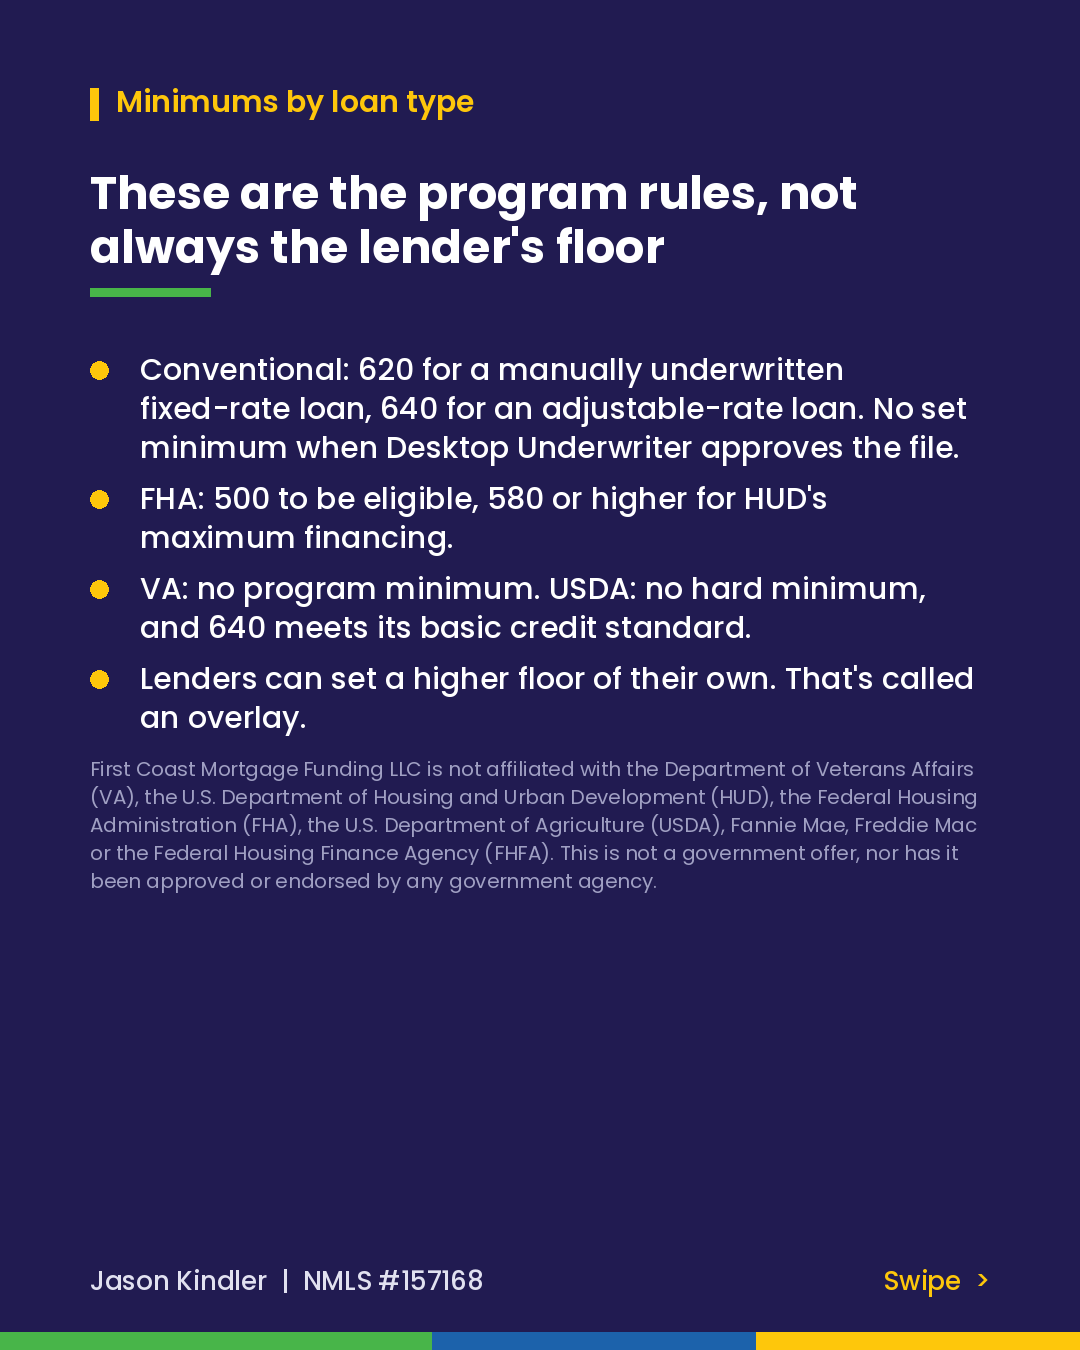 Minimums by loan type
These are the program rules, not
always the lender's floor
Conventional: 620 for a manually underwritten
fixed-rate loan, 640 for an adjustable-rate loan. No set
minimum when Desktop Underwriter approves the file.
FHA: 500 to be eligible, 580 or higher for HUD's
maximum financing.
VA: no program minimum. USDA: no hard minimum,
and 640 meets its basic credit standard.
Lenders can set a higher floor of their own. That's called
an overlay.
First Coast Mortgage Funding LLC is not affiliated with the Department of Veterans Affairs
(VA), the U.S. Department of Housing and Urban Development (HUD), the Federal Housing
Administration (FHA), the U.S. Department of Agriculture (USDA), Fannie Mae, Freddie Mac
or the Federal Housing Finance Agency (FHFA). This is not a government offer, nor has it
been approved or endorsed by any government agency.
Jason Kindler | NMLS #157168
Swipe >